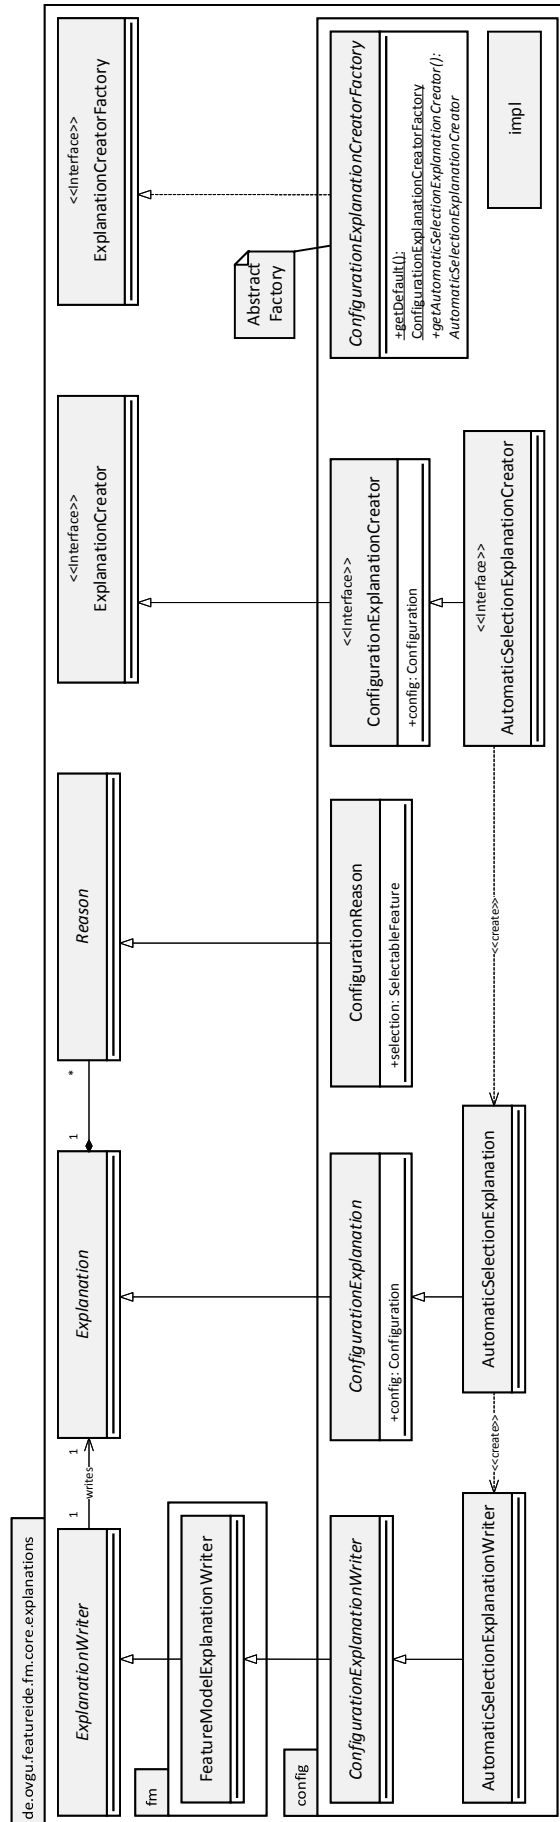 de.ovgu.featureide.fm.core.explanations
ExplanationWriter
1
writes
1
Explanation
1
*
Reason
<<Interface>>
ExplanationCreator
<<Interface>>
ExplanationCreatorFactory
fm
FeatureModelExplanationWriter
Abstract
Factory
config
ConfigurationExplanationWriter
ConfigurationExplanation
+config: Configuration
ConfigurationReason
+selection: SelectableFeature
<<Interface>>
ConfigurationExplanationCreator
+config: Configuration
ConfigurationExplanationCreatorFactory
+getDefault():
ConfigurationExplanationCreatorFactory
+getAutomaticSelectionExplanationCreator():
AutomaticSelectionExplanationCreator
AutomaticSelectionExplanationWriter
<<create>>
AutomaticSelectionExplanation
<<create>>
<<Interface>>
AutomaticSelectionExplanationCreator
impl